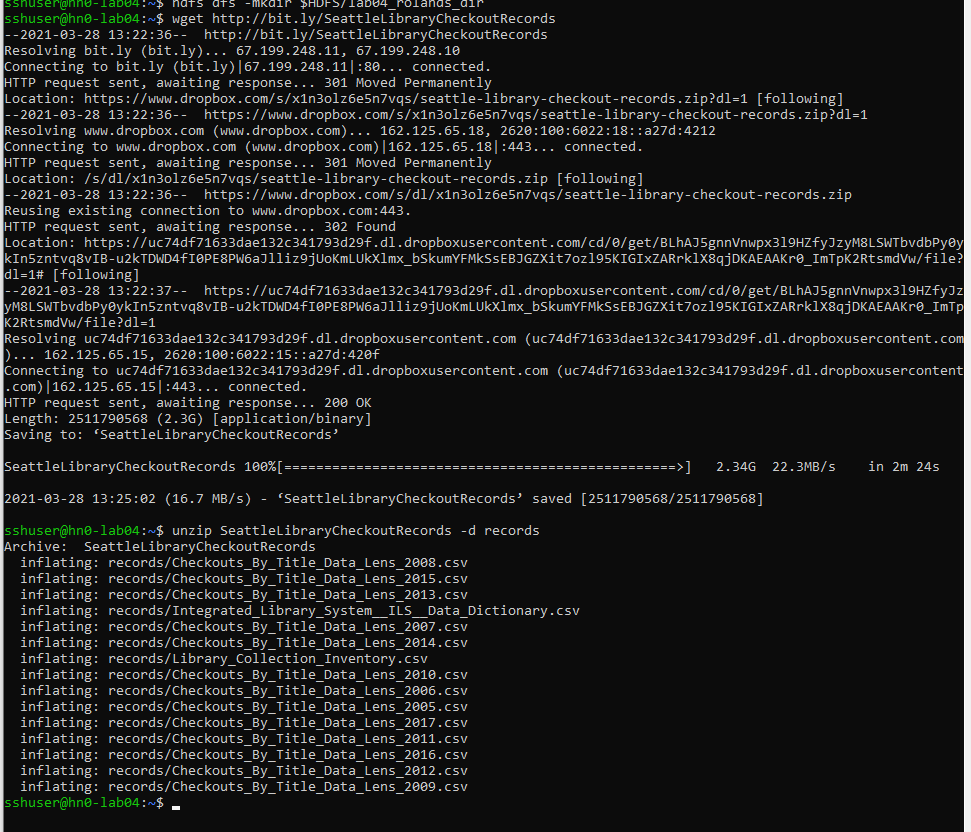 sshuser@hn0-lab04:~$ hdfs dfs -mkdir $HDFS/lab04_rolands_dir
sshuser@hn0-lab04:~$ wget http://bit.ly/SeattleLibraryCheckoutRecords
--2021-03-28 13:22:36--  http://bit.ly/SeattleLibraryCheckoutRecords
Resolving bit.ly (bit.ly)... 67.199.248.11, 67.199.248.10
Connecting to bit.ly (bit.ly)|67.199.248.11|:80... connected.
HTTP request sent, awaiting response... 301 Moved Permanently
Location: https://www.dropbox.com/s/x1n3olz6e5n7vqs/seattle-library-checkout-records.zip?dl=1 [following]
--2021-03-28 13:22:36--  https://www.dropbox.com/s/x1n3olz6e5n7vqs/seattle-library-checkout-records.zip?dl=1
Resolving www.dropbox.com (www.dropbox.com)... 162.125.65.18, 2620:100:6022:18::a27d:4212
Connecting to www.dropbox.com (www.dropbox.com)|162.125.65.18|:443... connected.
HTTP request sent, awaiting response... 301 Moved Permanently
Location: /s/dl/x1n3olz6e5n7vqs/seattle-library-checkout-records.zip [following]
--2021-03-28 13:22:36--  https://www.dropbox.com/s/dl/x1n3olz6e5n7vqs/seattle-library-checkout-records.zip
Reusing existing connection to www.dropbox.com:443.
HTTP request sent, awaiting response... 302 Found
Location: https://uc74df71633dae132c341793d29f.dl.dropboxusercontent.com/cd/0/get/BLhAJ5gnnVnwpx3l9HZfyJzyM8LSWTbvdbPy0y
kIn5zntvq8vIB-u2kTDWD4fI0PE8PW6aJlliz9jUoKmLUkXlmx_bSkumYFMkSsEBJGZXit7ozl95KIGIxZARrklX8qjDKAEAAKr0_ImTpK2RtsmdVw/file?
dl=1# [following]
--2021-03-28 13:22:37--  https://uc74df71633dae132c341793d29f.dl.dropboxusercontent.com/cd/0/get/BLhAJ5gnnVnwpx3l9HZfyJz
yM8LSWTbvdbPy0ykIn5zntvq8vIB-u2kTDWD4fI0PE8PW6aJlliz9jUoKmLUkXlmx_bSkumYFMkSsEBJGZXit7ozl95KIGIxZARrklX8qjDKAEAAKr0_ImTp
K2RtsmdVw/file?dl=1
Resolving uc74df71633dae132c341793d29f.dl.dropboxusercontent.com (uc74df71633dae132c341793d29f.dl.dropboxusercontent.com
)... 162.125.65.15, 2620:100:6022:15::a27d:420f
Connecting to uc74df71633dae132c341793d29f.dl.dropboxusercontent.com (uc74df71633dae132c341793d29f.dl.dropboxusercontent
.com)|162.125.65.15|:443... connected.
HTTP request sent, awaiting response... 200 OK
Length: 2511790568 (2.3G) [application/binary]
Saving to: ‘SeattleLibraryCheckoutRecords’
SeattleLibraryCheckoutRecords 100%[================================================>]   2.34G  22.3MB/s    in 2m 24s
2021-03-28 13:25:02 (16.7 MB/s) - ‘SeattleLibraryCheckoutRecords’ saved [2511790568/2511790568]
sshuser@hn0-lab04:~$ unzip SeattleLibraryCheckoutRecords -d records
Archive:  SeattleLibraryCheckoutRecords
  inflating: records/Checkouts_By_Title_Data_Lens_2008.csv
  inflating: records/Checkouts_By_Title_Data_Lens_2015.csv
  inflating: records/Checkouts_By_Title_Data_Lens_2013.csv
  inflating: records/Integrated_Library_System__ILS__Data_Dictionary.csv
  inflating: records/Checkouts_By_Title_Data_Lens_2007.csv
  inflating: records/Checkouts_By_Title_Data_Lens_2014.csv
  inflating: records/Library_Collection_Inventory.csv
  inflating: records/Checkouts_By_Title_Data_Lens_2010.csv
  inflating: records/Checkouts_By_Title_Data_Lens_2006.csv
  inflating: records/Checkouts_By_Title_Data_Lens_2005.csv
  inflating: records/Checkouts_By_Title_Data_Lens_2017.csv
  inflating: records/Checkouts_By_Title_Data_Lens_2011.csv
  inflating: records/Checkouts_By_Title_Data_Lens_2016.csv
  inflating: records/Checkouts_By_Title_Data_Lens_2012.csv
  inflating: records/Checkouts_By_Title_Data_Lens_2009.csv
sshuser@hn0-lab04:~$